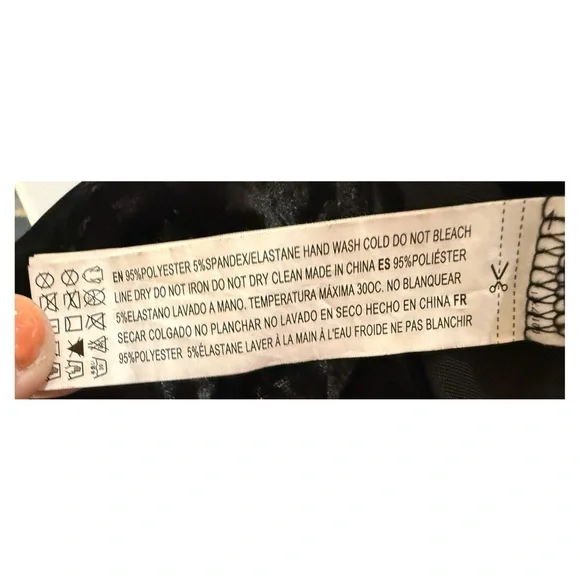 EN 95%POLYESTER 5%SPANDEX/ELASTANE HAND WASH COLD DO NOT BLEACH
LINE DRY DO NOT IRON DO NOT DRY CLEAN MADE IN CHINA ES 95%POLIÉSTER
5%ELASTANO LAVADO A MANO. TEMPERATURA MÁXIMA 30OC. NO BLANQUEAR
SECAR COLGADO NO PLANCHAR NO LAVADO EN SECO HECHO EN CHINA FR
95%POLYESTER 5%ÉLASTANE LAVER À LA MAIN À L'EAU FROIDE NE PAS BLANCHIR